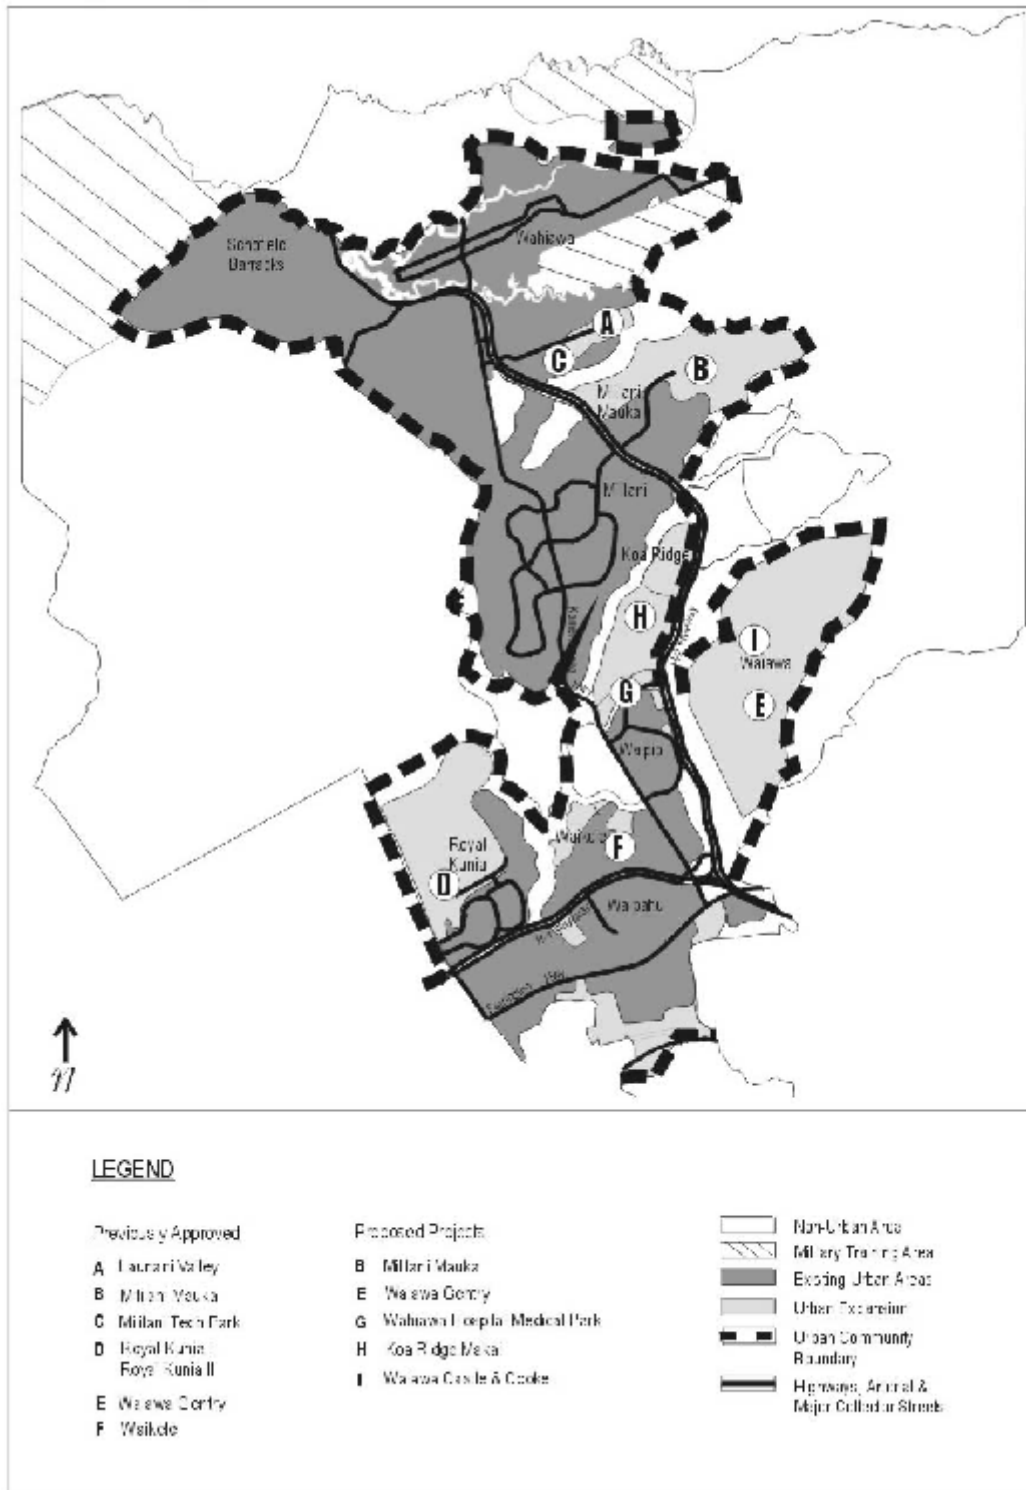 Schofield
Barracks
Wahiawa
A
C
B
Mililani
Mauka
Mililani
Koa Ridge
H
I
Waiawa
G
E
Waipio
Waikele
F
Royal
Kunia
D
Waipahu
N
LEGEND
Previously Approved
A Launani Valley
B Mililani Mauka
C Mililani Tech Park
D Royal Kunia I
Royal Kunia II
E Waiawa Gentry
F Waikele
Proposed Projects
B Mililani Mauka
E Waiawa Gentry
G Wahiawa Hospital Medical Park
H Koa Ridge Makai
I Waiawa Castle & Cooke
Non-Urban Area
Military Training Area
Existing Urban Areas
Urban Expansion
Urban Community
Boundary
Highways, Arterial &
Major Collector Streets